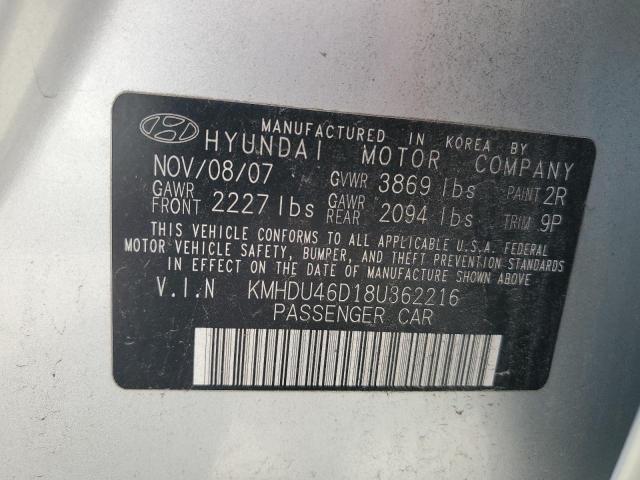 MANUFACTURED IN KOREA BY
HYUNDAI MOTOR COMPANY
NOV/08/07 GVWR 3869 lbs PAINT 2R
GAWR FRONT 2227 lbs GAWR REAR 2094 lbs TRIM 9P
THIS VEHICLE CONFORMS TO ALL APPLICABLE U.S.A. FEDERAL
MOTOR VEHICLE SAFETY, BUMPER, AND THEFT PREVENTION STANDARDS
IN EFFECT ON THE DATE OF MANUFACTURE SHOWN ABOVE
V.I.N KMHDU46D18U362216
PASSENGER CAR